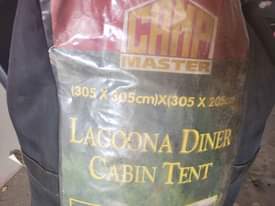 CAMP
MASTER
(305 X 305cm)X(305 X 205cm
LAGOONA DINER
CABIN TENT